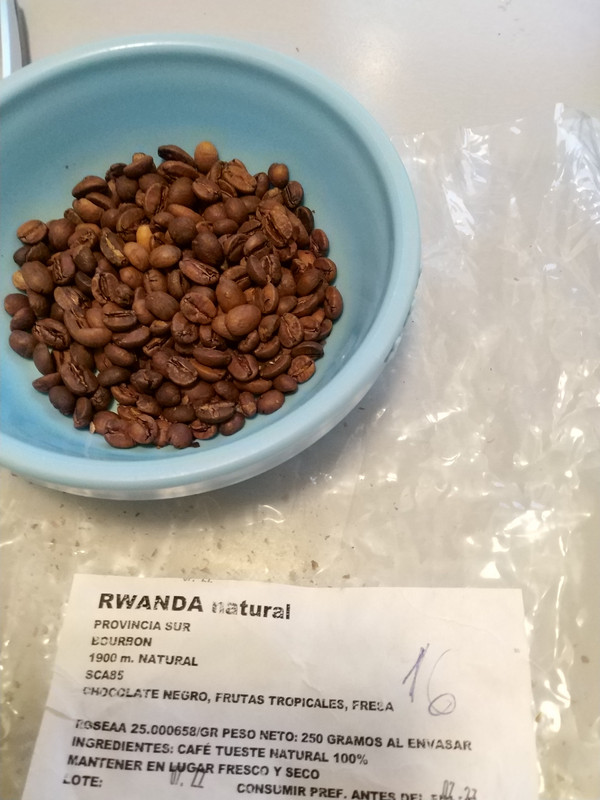 RWANDA natural
PROVINCIA SUR
BOURBON
1900 m. NATURAL
SCA85
CHOCOLATE NEGRO, FRUTAS TROPICALES, FRESA
16
RGSEAA 25.000658/GR PESO NETO: 250 GRAMOS AL ENVASAR
INGREDIENTES: CAFÉ TUESTE NATURAL 100%
MANTENER EN LUGAR FRESCO Y SECO
LOTE: CONSUMIR PREF. ANTES DEL